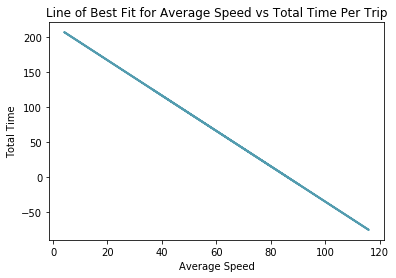 Line of Best Fit for Average Speed vs Total Time Per Trip
200
150
100
50
0
−50
Total Time
0 20 40 60 80 100 120
Average Speed